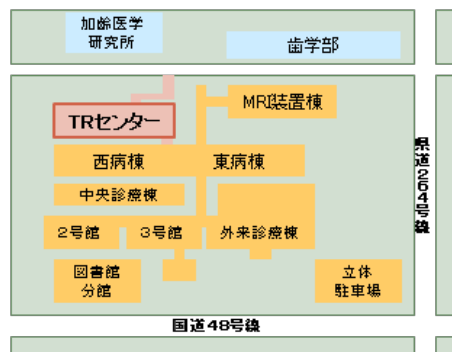 加齢医学
研究所
歯学部
MRI装置棟
TRセンター
西病棟
東病棟
中央診療棟
2号館
3号館
外来診療棟
図書館
分館
立体
駐車場
県道264号線
国道48号線